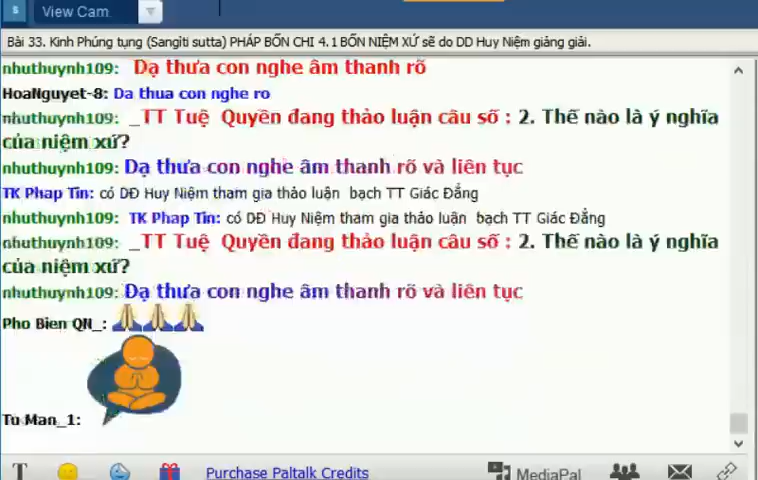 s View Cam
Bài 33. Kinh Phúng tụng (Sangìti sutta) PHÁP BỐN CHI 4.1 BỐN NIỆM XỨ sẽ do DD Huy Niệm giảng giải.
nhuthuynh109: Dạ thưa con nghe âm thanh rõ
HoaNguyet-8: Da thua con nghe ro
nhuthuynh109: _TT Tuệ Quyền đang thảo luận câu số : 2. Thế nào là ý nghĩa
của niệm xứ?
nhuthuynh109: Dạ thưa con nghe âm thanh rõ và liên tục
TK Phap Tin: có DĐ Huy Niệm tham gia thảo luận bạch TT Giác Đẳng
nhuthuynh109: TK Phap Tin: có DĐ Huy Niệm tham gia thảo luận bạch TT Giác Đẳng
nhuthuynh109: _TT Tuệ Quyền đang thảo luận câu số : 2. Thế nào là ý nghĩa
của niệm xứ?
nhuthuynh109: Dạ thưa con nghe âm thanh rõ và liên tục
Pho Bien QN_:
Tu Man_1:
T Purchase Paltalk Credits MediaPal